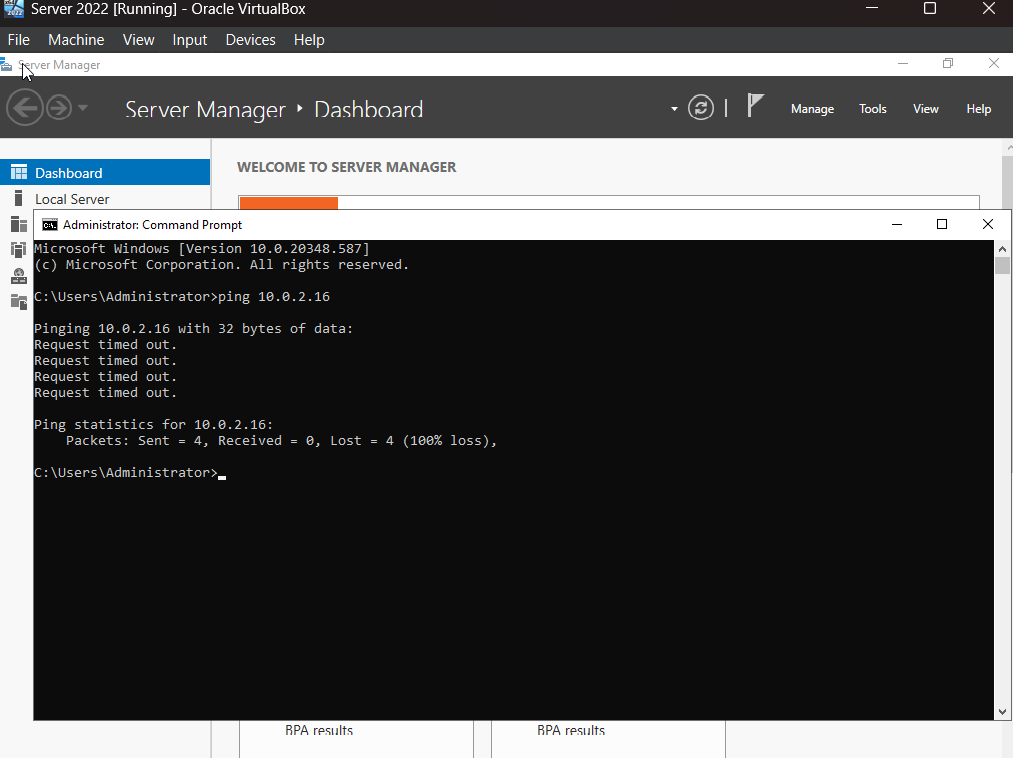 Server 2022 [Running] - Oracle VirtualBox
File Machine View Input Devices Help
Server Manager
Server Manager ‣ Dashboard
Manage Tools View Help
WELCOME TO SERVER MANAGER
Dashboard
Local Server
Administrator: Command Prompt
Microsoft Windows [Version 10.0.20348.587]
(c) Microsoft Corporation. All rights reserved.
C:\Users\Administrator>ping 10.0.2.16
Pinging 10.0.2.16 with 32 bytes of data:
Request timed out.
Request timed out.
Request timed out.
Request timed out.
Ping statistics for 10.0.2.16:
Packets: Sent = 4, Received = 0, Lost = 4 (100% loss),
C:\Users\Administrator>
BPA results BPA results